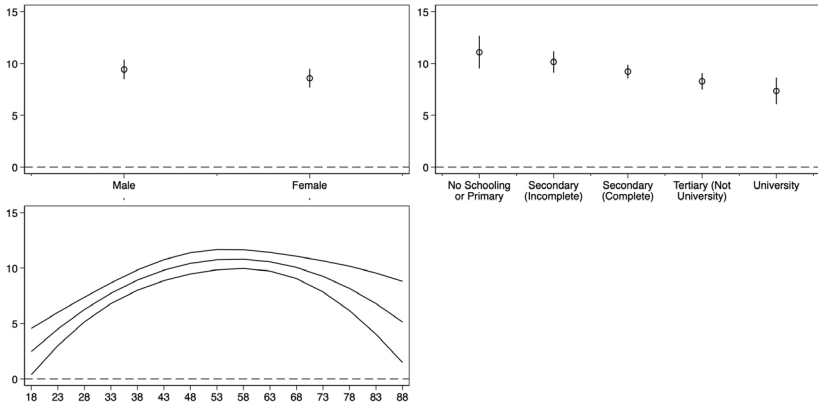 15
10
5
0
Male
Female
15
10
5
0
No Schooling
or Primary
Secondary
(Incomplete)
Secondary
(Complete)
Tertiary (Not
University)
University
15
10
5
0
18 23 28 33 38 43 48 53 58 63 68 73 78 83 88